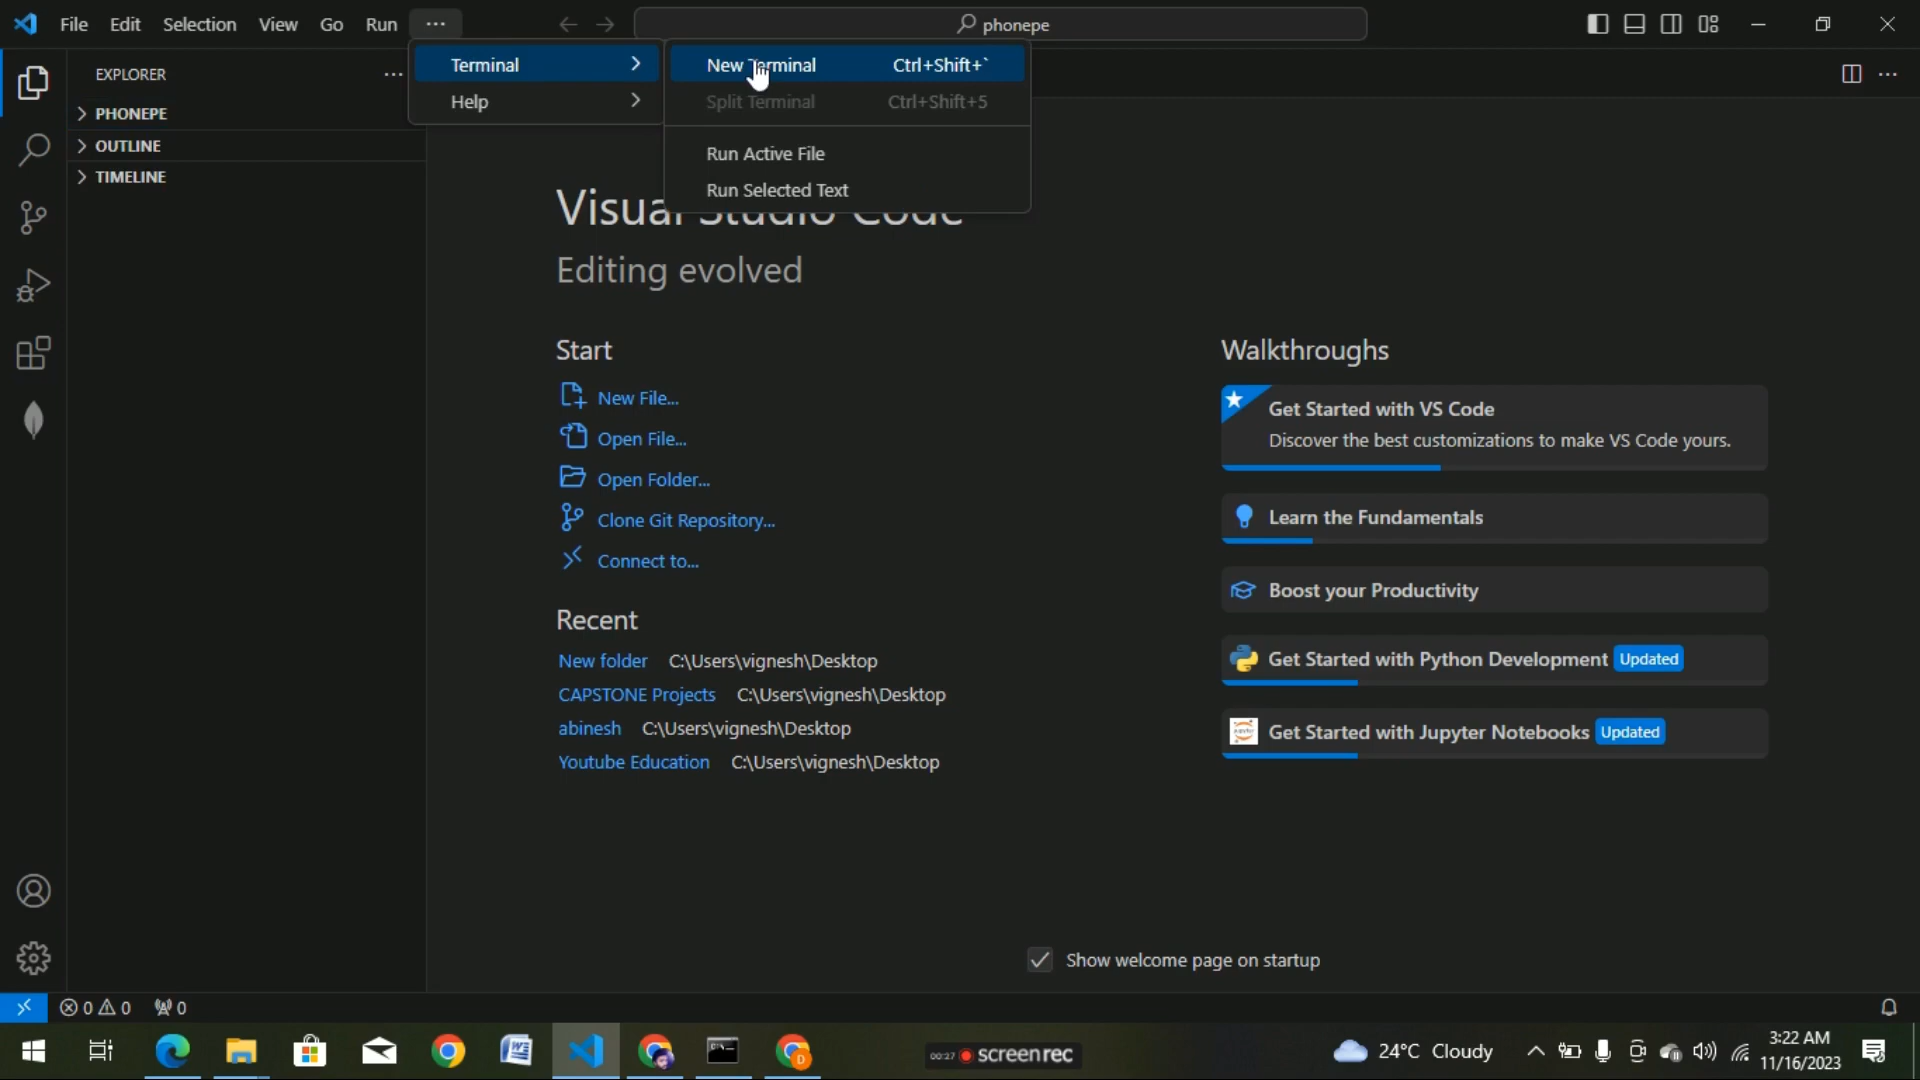 File Edit Selection View Go Run ··· phonepe
EXPLORER ···
Terminal
Help
New Terminal Ctrl+Shift+`
Split Terminal Ctrl+Shift+5
Run Active File
Run Selected Text
PHONEPE
OUTLINE
TIMELINE
Visual Studio Code
Editing evolved
Start
New File...
Open File...
Open Folder...
Clone Git Repository...
Connect to...
Recent
New folder C:\Users\vignesh\Desktop
CAPSTONE Projects C:\Users\vignesh\Desktop
abinesh C:\Users\vignesh\Desktop
Youtube Education C:\Users\vignesh\Desktop
Walkthroughs
Get Started with VS Code
Discover the best customizations to make VS Code yours.
Learn the Fundamentals
Boost your Productivity
Get Started with Python Development Updated
Get Started with Jupyter Notebooks Updated
Show welcome page on startup
0 0 0
00:27 screenrec
24°C Cloudy
3:22 AM
11/16/2023